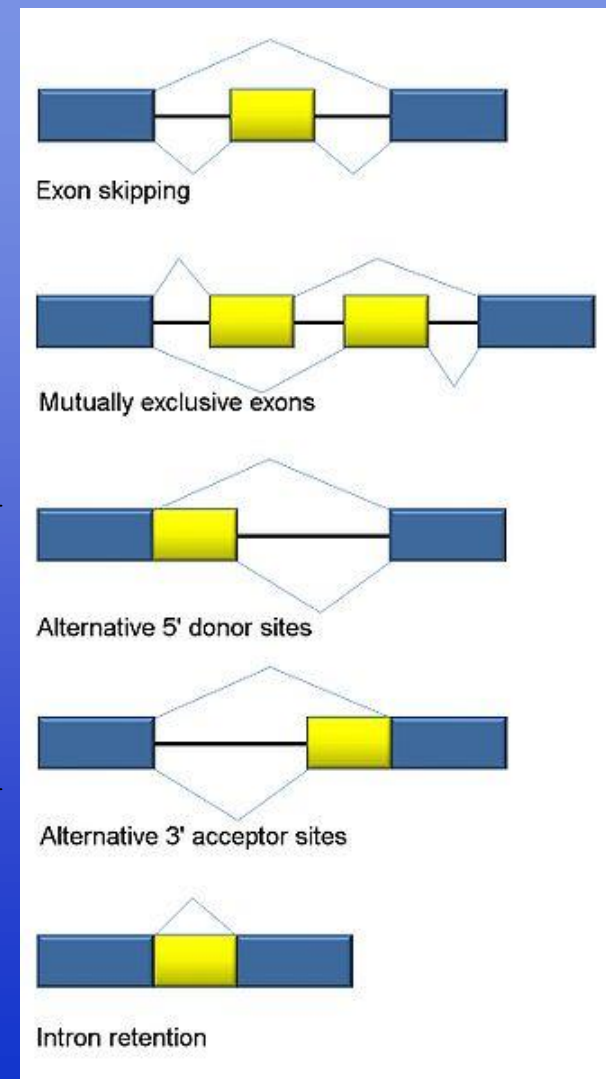 Exon skipping
Mutually exclusive exons
Alternative 5' donor sites
Alternative 3' acceptor sites
Intron retention